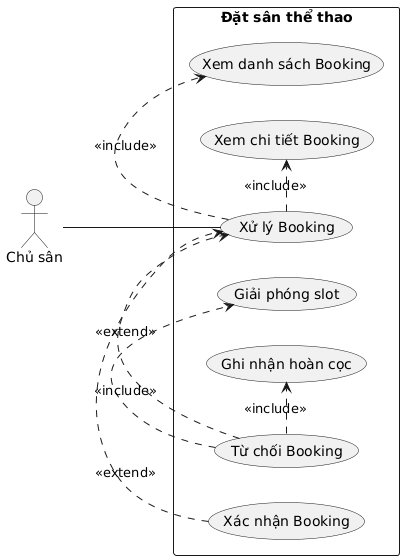 Đặt sân thể thao
Xem danh sách Booking
«include»
Xem chi tiết Booking
«include»
Chủ sân
Xử lý Booking
Giải phóng slot
«extend»
Ghi nhận hoàn cọc
«include»
«include»
Từ chối Booking
«extend»
Xác nhận Booking